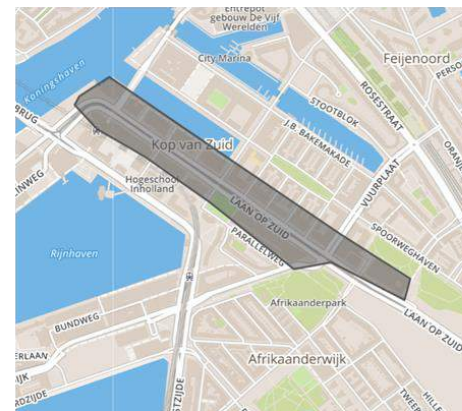 Entrepot
gebouw De Vijf
Werelden
City Marina
Feijenoord
Koningshaven
ROSESTRAAT
STOOTBLOK
BRUG
J.B. BAKEMAKADE
Kop van Zuid
VUURPLAAT
Hogeschool
Inholland
LAAN OP ZUID
PARALLELWEG
SPOORWEGHAVEN
Rijnhaven
Afrikaanderpark
BUNDWEG
LAAN OP ZUID
Afrikaanderwijk